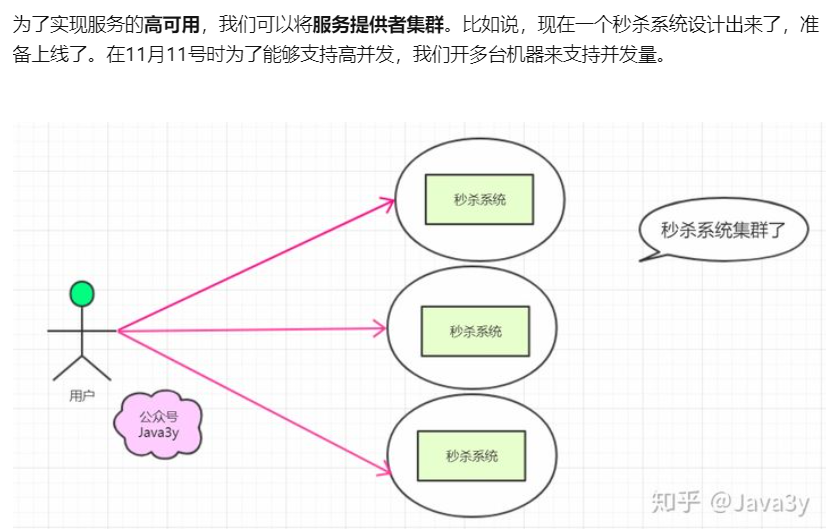 为了实现服务的高可用，我们可以将服务提供者集群。比如说，现在一个秒杀系统设计出来了，准
备上线了。在11月11号时为了能够支持高并发，我们开多台机器来支持并发量。
秒杀系统
秒杀系统集群了
秒杀系统
用户
公众号
Java3y
秒杀系统
知乎 @Java3y